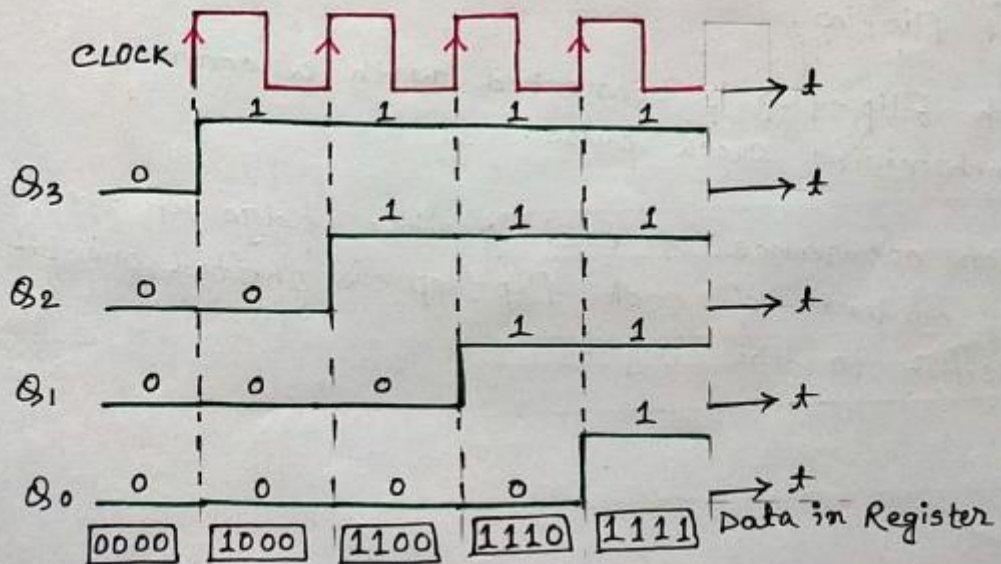 CLOCK
t
1 1 1 1
Q3 0
t
1 1 1
Q2 0 0
t
1 1
Q1 0 0 0
t
1
Q0 0 0 0 0
t
0000 1000 1100 1110 1111 Data in Register